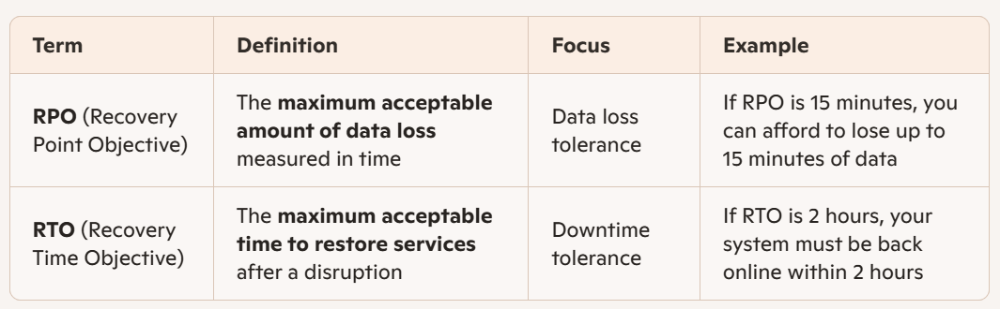 Term Definition Focus Example
RPO (Recovery
Point Objective)
The maximum acceptable
amount of data loss
measured in time
Data loss
tolerance
If RPO is 15 minutes, you
can afford to lose up to
15 minutes of data
RTO (Recovery
Time Objective)
The maximum acceptable
time to restore services
after a disruption
Downtime
tolerance
If RTO is 2 hours, your
system must be back
online within 2 hours